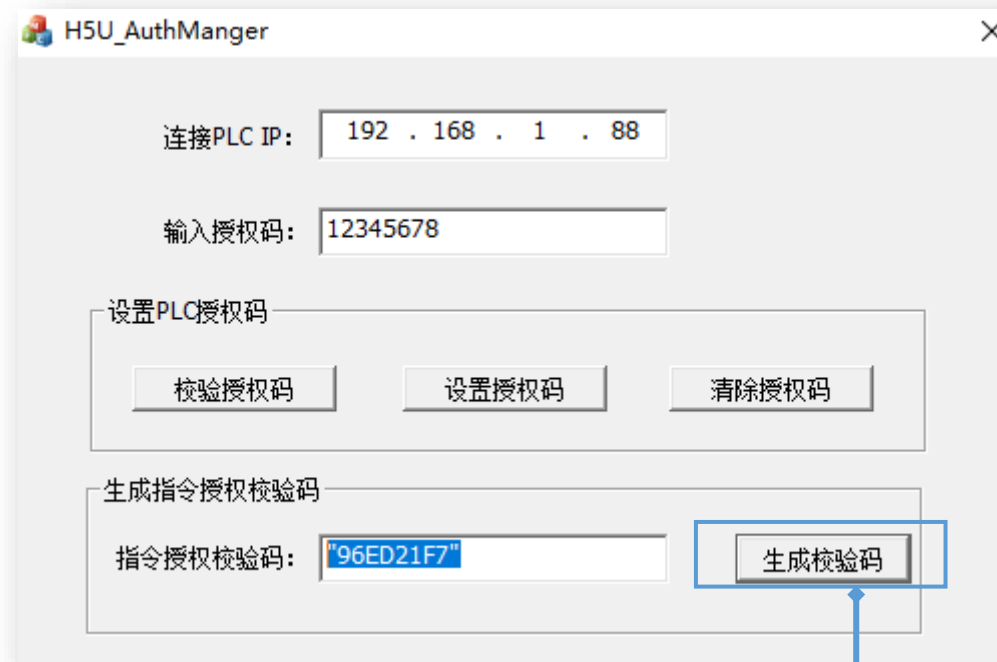 H5U_AuthManger
连接PLC IP： 192 . 168 . 1 . 88
输入授权码： 12345678
设置PLC授权码
校验授权码 设置授权码 清除授权码
生成指令授权校验码
指令授权校验码： "96ED21F7" 生成校验码